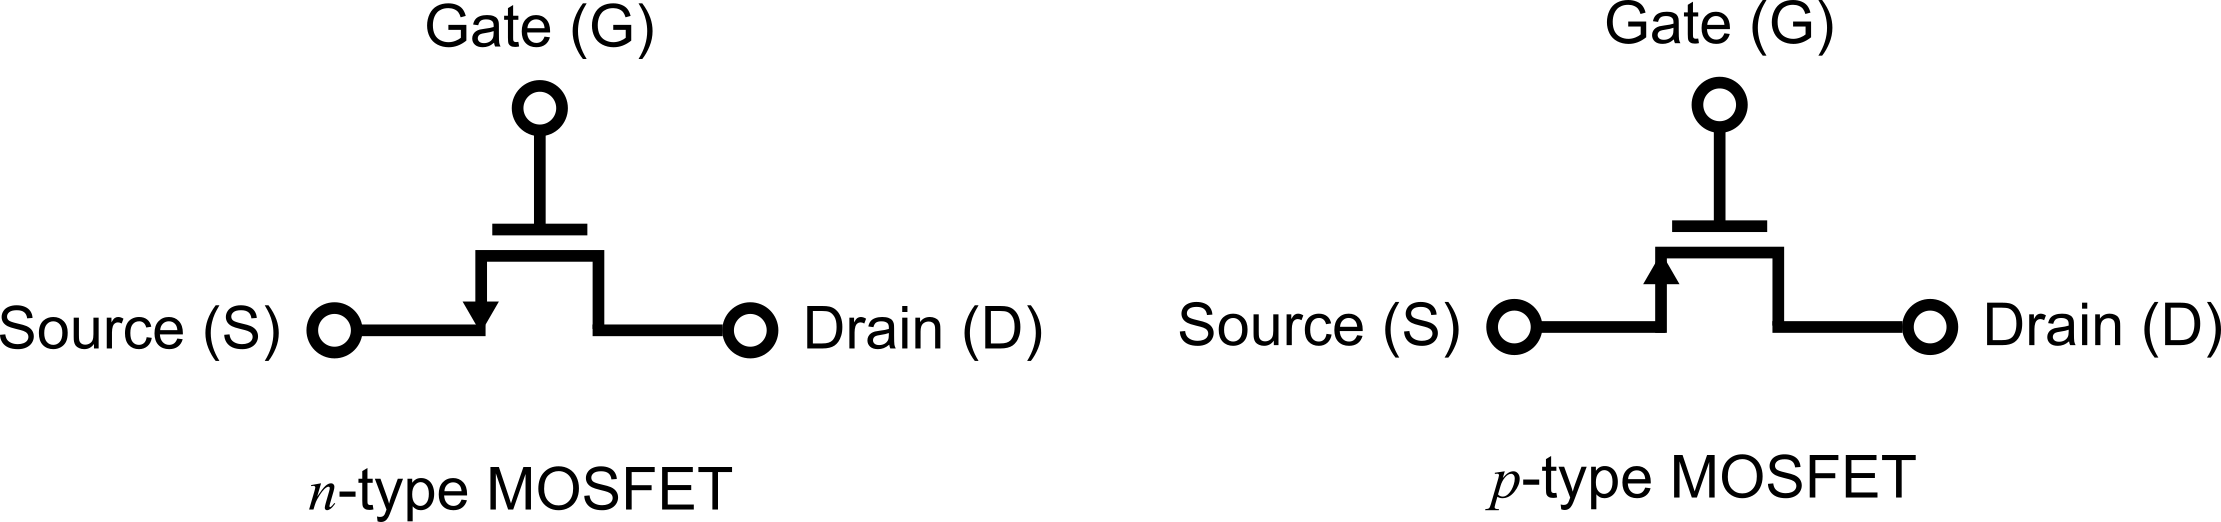 Gate (G)
Source (S)
Drain (D)
n-type MOSFET
Gate (G)
Source (S)
Drain (D)
p-type MOSFET